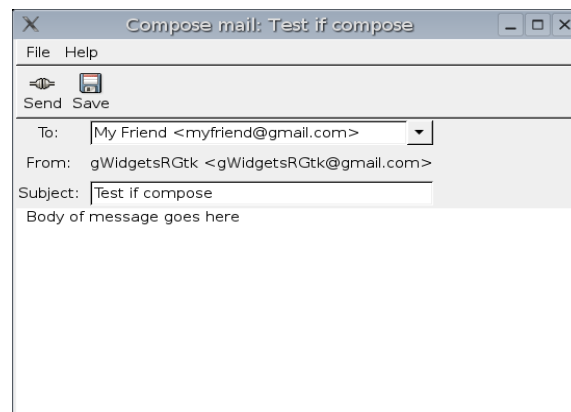 Compose mail: Test if compose
File Help
Send Save
To: My Friend <myfriend@gmail.com>
From: gWidgetsRGtk <gWidgetsRGtk@gmail.com>
Subject: Test if compose
Body of message goes here